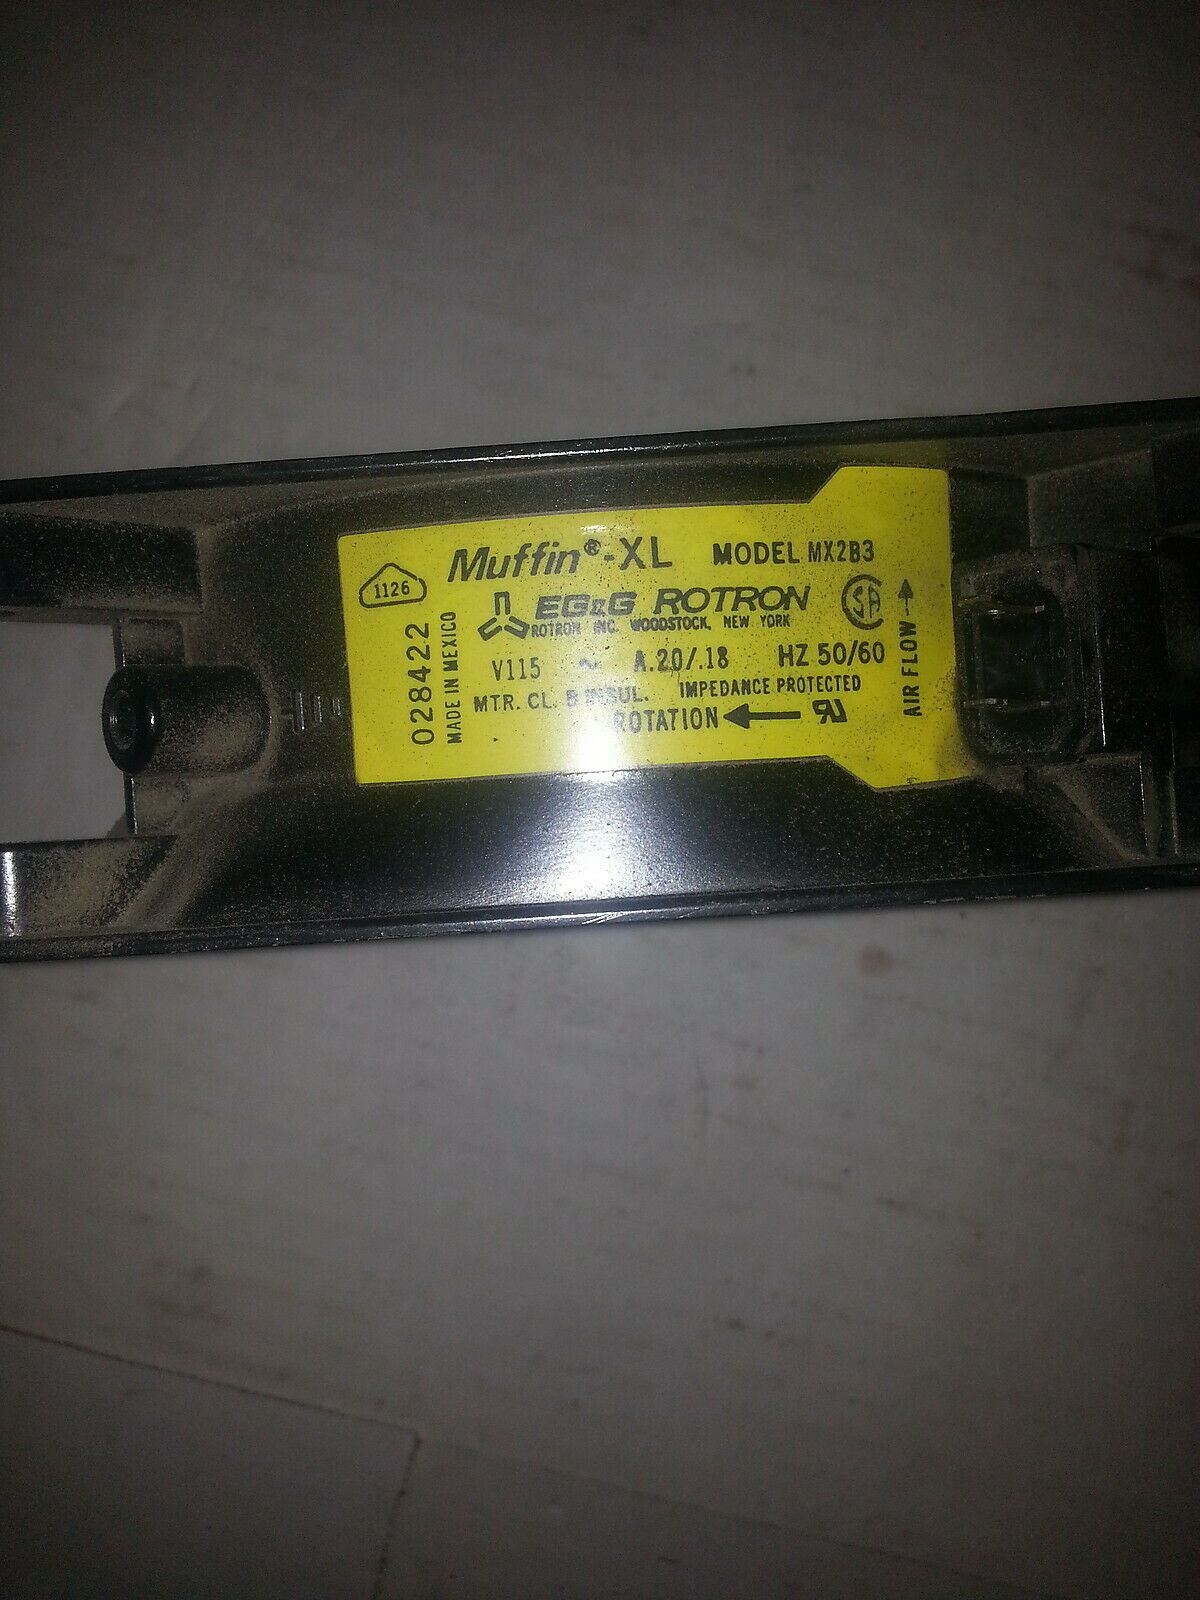 Muffin®-XL MODEL MX2B3
1126
EG&G ROTRON
ROTRON INC. WOODSTOCK, NEW YORK
V115 ~ A.20/.18 HZ 50/60
MTR. CL. B INSUL. IMPEDANCE PROTECTED
ROTATION
028422
MADE IN MEXICO
AIR FLOW